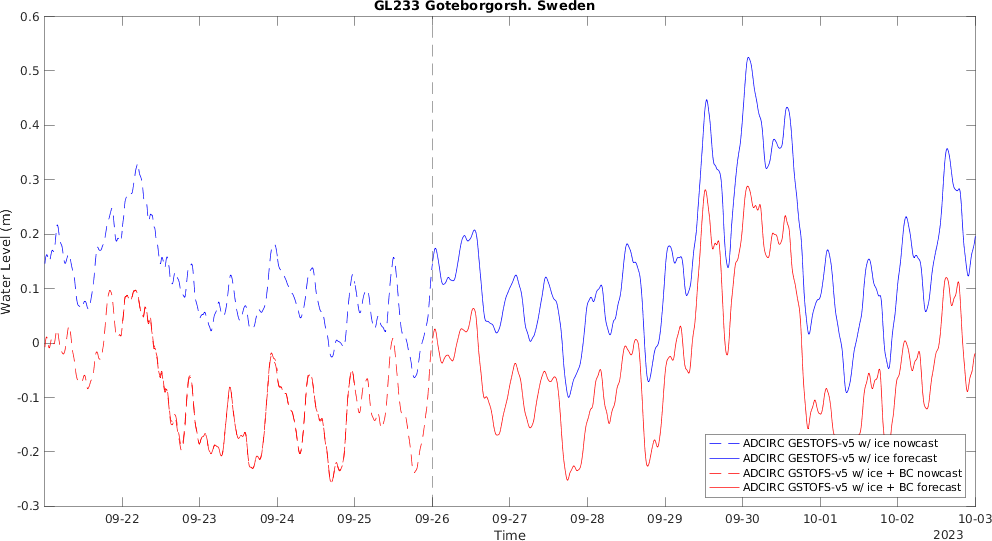 GL233 Goteborgorsh. Sweden
0.6
0.5
0.4
0.3
0.2
0.1
0
-0.1
-0.2
-0.3
Water Level (m)
ADCIRC GESTOFS-v5 w/ ice nowcast
ADCIRC GESTOFS-v5 w/ ice forecast
ADCIRC GSTOFS-v5 w/ ice + BC nowcast
ADCIRC GSTOFS-v5 w/ ice + BC forecast
09-22 09-23 09-24 09-25 09-26 09-27 09-28 09-29 09-30 10-01 10-02 10-03
Time
2023